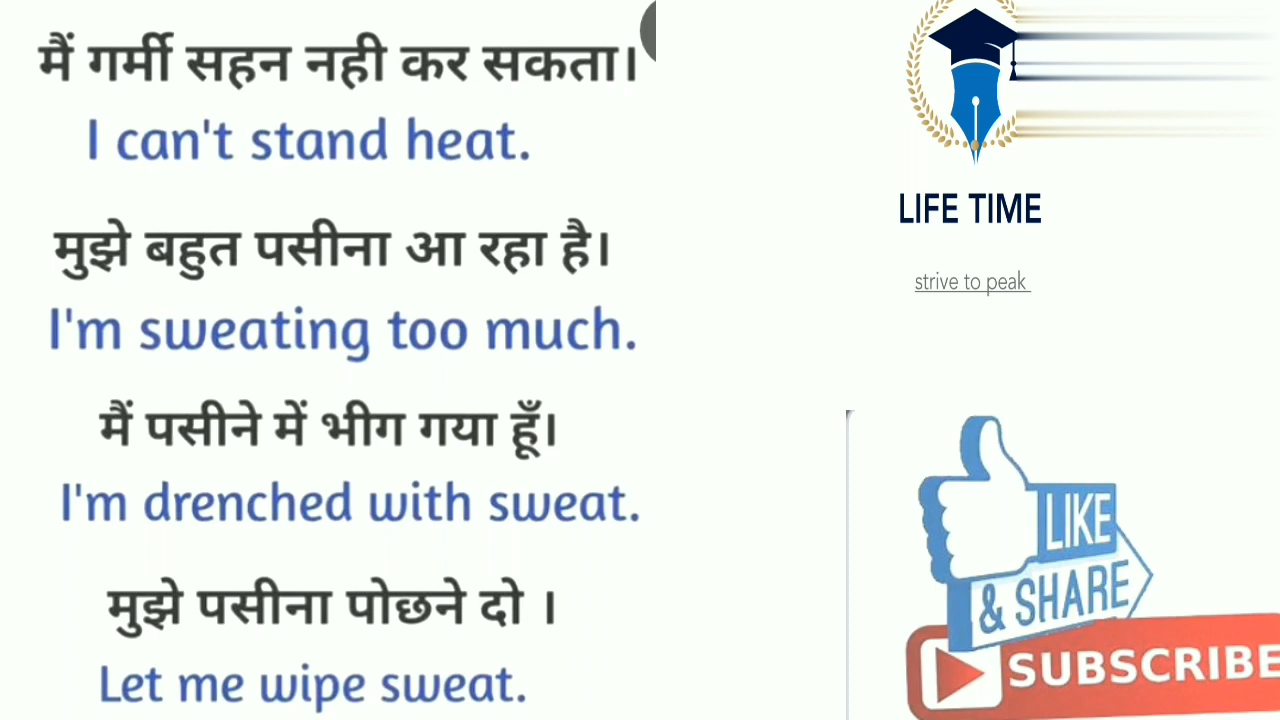 मैं गर्मी सहन नही कर सकता।
I can't stand heat.
मुझे बहुत पसीना आ रहा है।
I'm sweating too much.
मैं पसीने में भीग गया हूँ।
I'm drenched with sweat.
मुझे पसीना पोछने दो ।
Let me wipe sweat.
LIFE TIME
strive to peak
LIKE
& SHARE
SUBSCRIBE